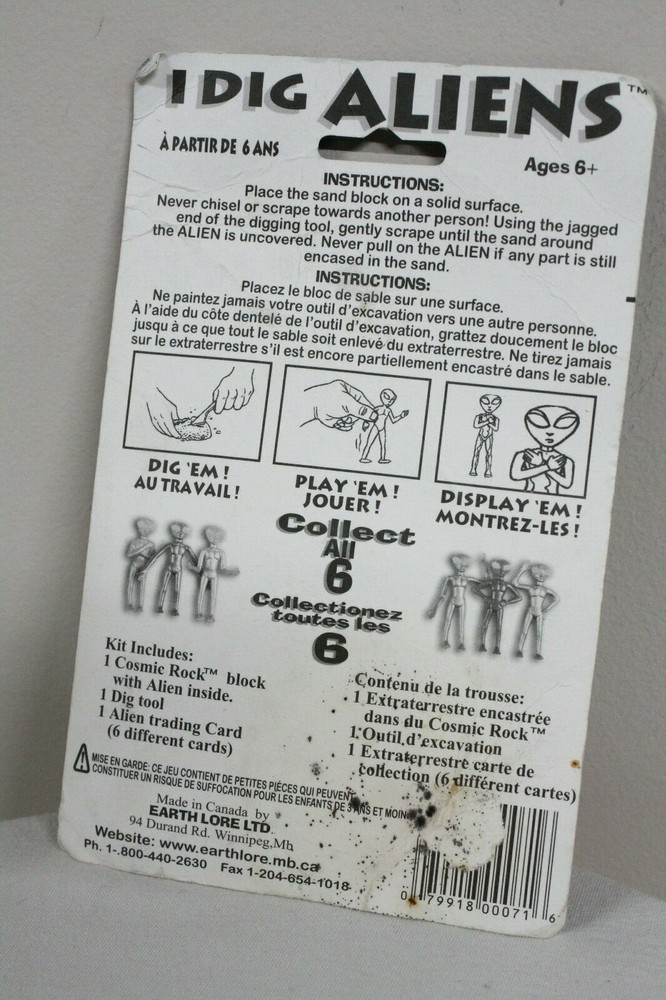 I DIG ALIENS™
À PARTIR DE 6 ANS
Ages 6+
INSTRUCTIONS:
Place the sand block on a solid surface.
Never chisel or scrape towards another person! Using the jagged
end of the digging tool, gently scrape until the sand around
the ALIEN is uncovered. Never pull on the ALIEN if any part is still
encased in the sand.
INSTRUCTIONS:
Placez le bloc de sable sur une surface.
Ne paintez jamais votre outil d'excavation vers une autre personne.
À l'aide du côte dentelé de l'outil d'excavation, grattez doucement le bloc
jusqu à ce que tout le sable soit enlevé du extraterrestre. Ne tirez jamais
sur le extraterrestre s'il est encore partiellement encastré dans le sable.
DIG 'EM !
AU TRAVAIL !
PLAY 'EM !
JOUER !
DISPLAY 'EM !
MONTREZ-LES !
Collect
All
6
Collectionez
toutes les
6
Kit Includes:
1 Cosmic Rock™ block
with Alien inside.
1 Dig tool
1 Alien trading Card
(6 different cards)
Contenu de la trousse:
1 Extraterrestre encastrée
dans du Cosmic Rock™
1 Outil d'excavation
1 Extraterrestre carte de
collection (6 différent cartes)
MISE EN GARDE: CE JEU CONTIENT DE PETITES PIÈCES QUI PEUVENT
CONSTITUER UN RISQUE DE SUFFOCATION POUR LES ENFANTS DE 3 ANS ET MOINS
Made in Canada by
EARTH LORE LTD.
94 Durand Rd. Winnipeg,Mb
Website: www.earthlore.mb.ca
Ph. 1-.800-440-2630 Fax 1-204-654-1018
0 79918 00071 6